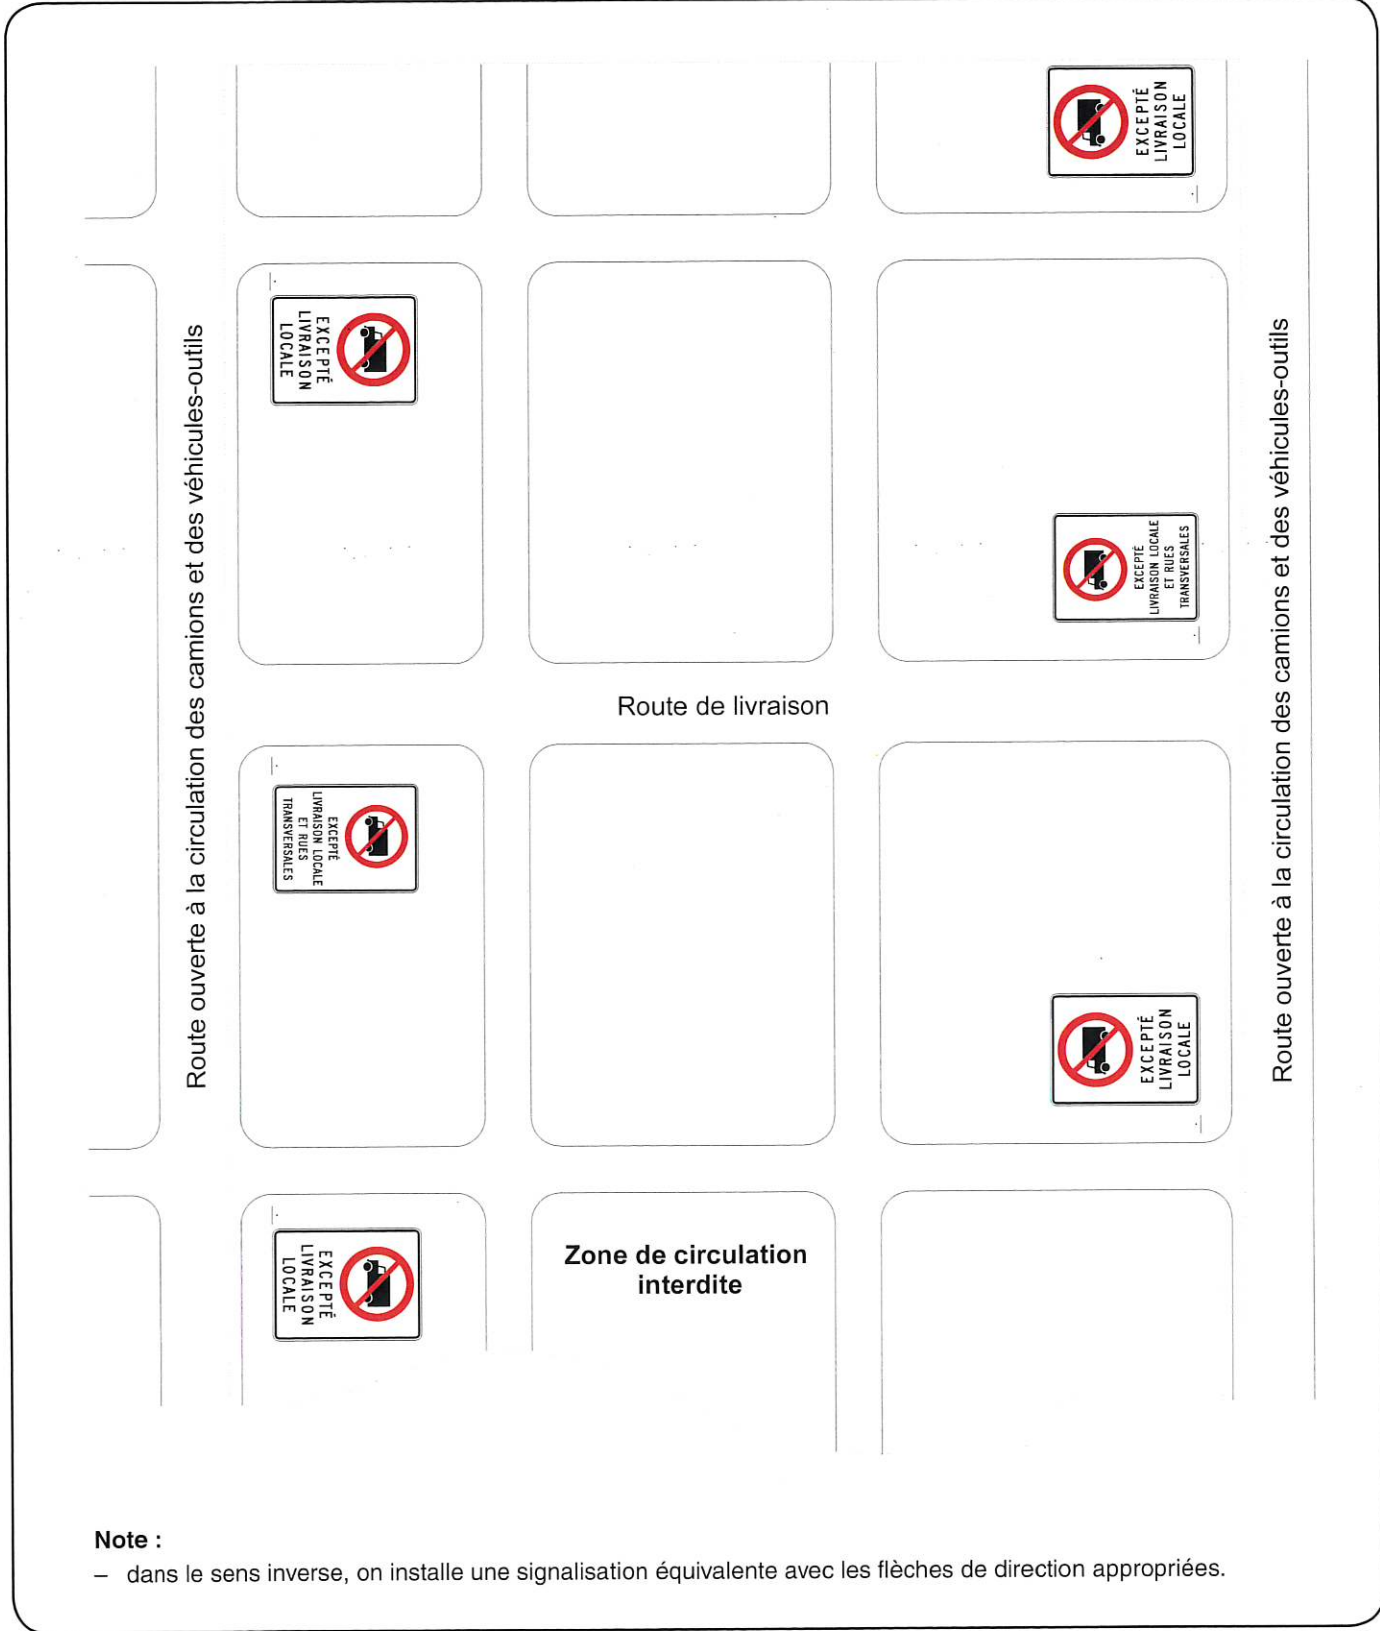 EXCEPTÉ
LIVRAISON
LOCALE
EXCEPTÉ
LIVRAISON
LOCALE
Route ouverte à la circulation des camions et des véhicules-outils
Route ouverte à la circulation des camions et des véhicules-outils
EXCEPTÉ
LIVRAISON LOCALE
ET RUES
TRANSVERSALES
Route de livraison
EXCEPTÉ
LIVRAISON LOCALE
ET RUES
TRANSVERSALES
EXCEPTÉ
LIVRAISON
LOCALE
EXCEPTÉ
LIVRAISON
LOCALE
Zone de circulation
interdite
Note :
– dans le sens inverse, on installe une signalisation équivalente avec les flèches de direction appropriées.